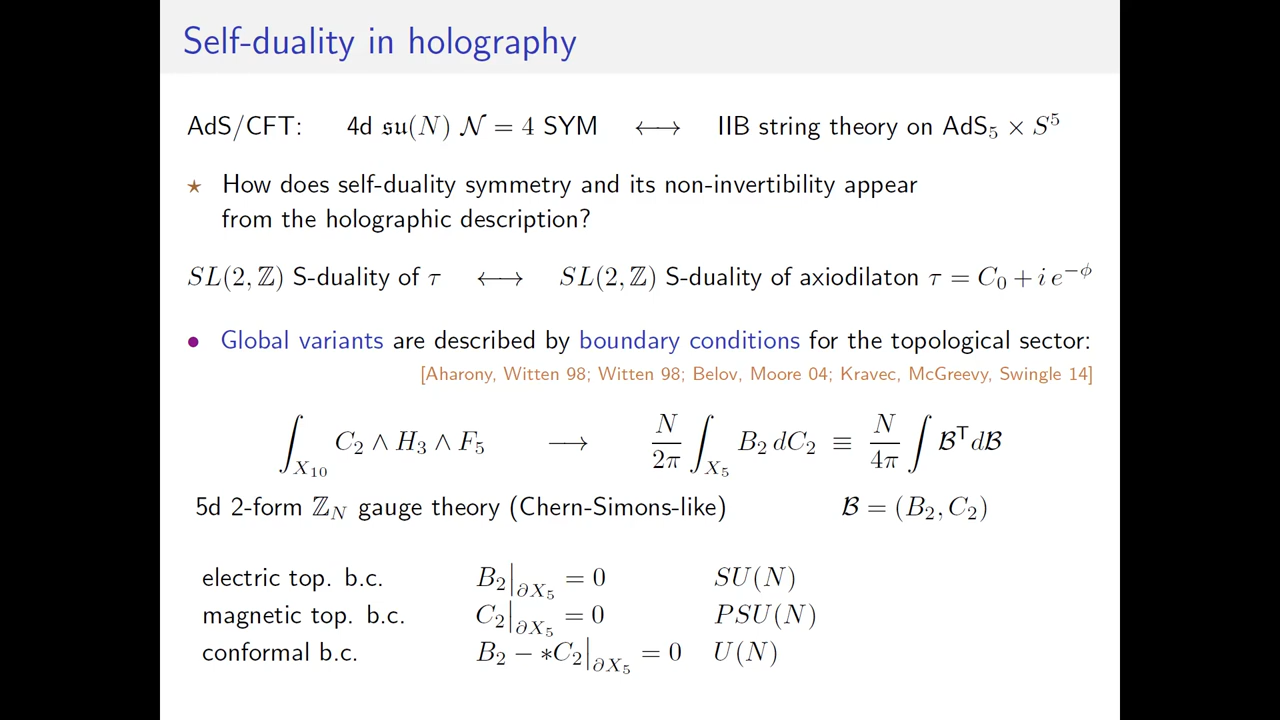 Self-duality in holography
AdS/CFT: 4d 𝔰𝔲(N) 𝒩 = 4 SYM ⟷ IIB string theory on AdS₅ × S⁵
⋆ How does self-duality symmetry and its non-invertibility appear
from the holographic description?
SL(2,ℤ) S-duality of τ ⟷ SL(2,ℤ) S-duality of axiodilaton τ = C₀ + i e^{−ϕ}
• Global variants are described by boundary conditions for the topological sector:
[Aharony, Witten 98; Witten 98; Belov, Moore 04; Kravec, McGreevy, Swingle 14]
∫_{X₁₀} C₂ ∧ H₃ ∧ F₅ ⟶ N/2π ∫_{X₅} B₂ dC₂ ≡ N/4π ∫ ℬᵀdℬ
5d 2-form ℤ_N gauge theory (Chern-Simons-like) ℬ = (B₂, C₂)
electric top. b.c. B₂|_{∂X₅} = 0 SU(N)
magnetic top. b.c. C₂|_{∂X₅} = 0 PSU(N)
conformal b.c. B₂ − ∗C₂|_{∂X₅} = 0 U(N)